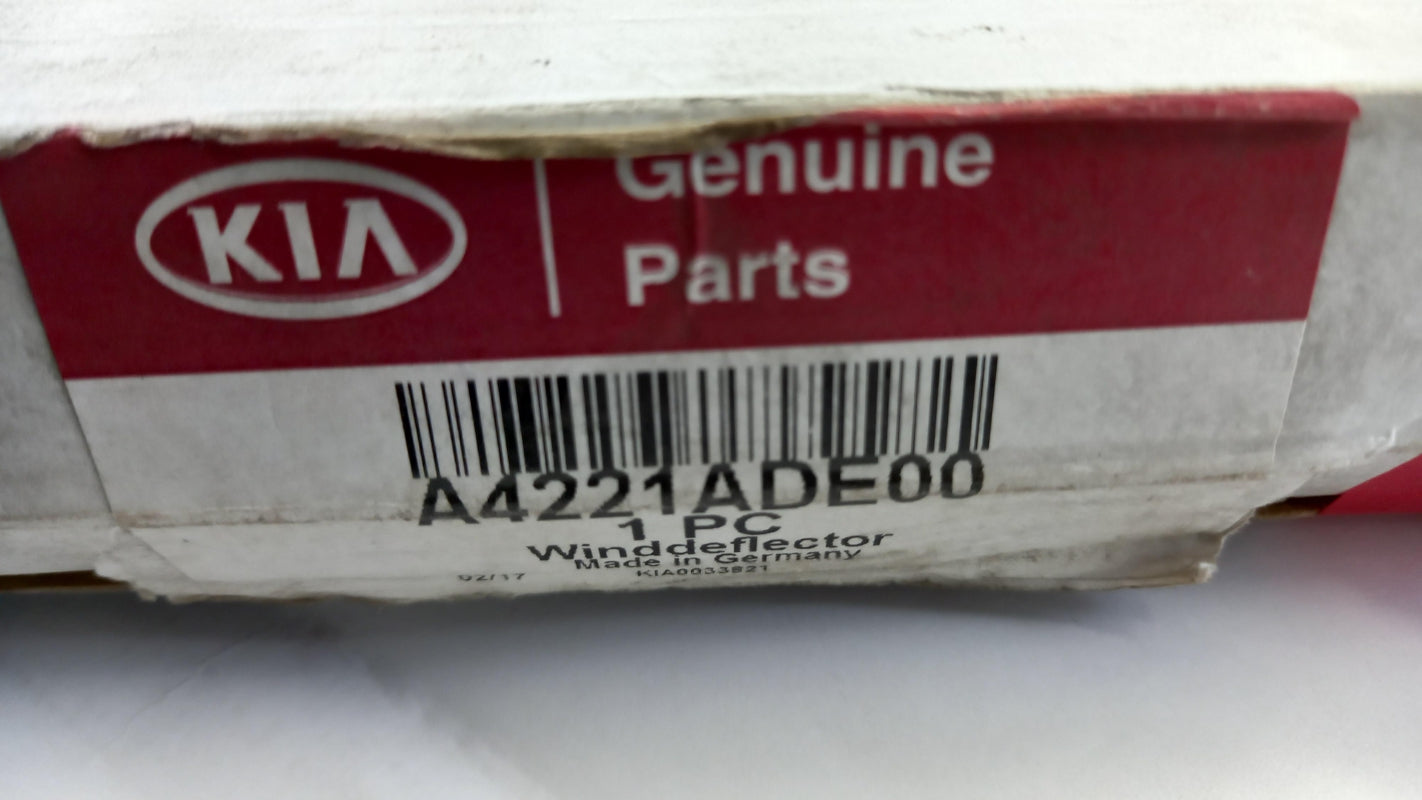 KIA
Genuine
Parts
A4221ADE00
1 PC
Winddeflector
Made in Germany
02/17 KIA0033821